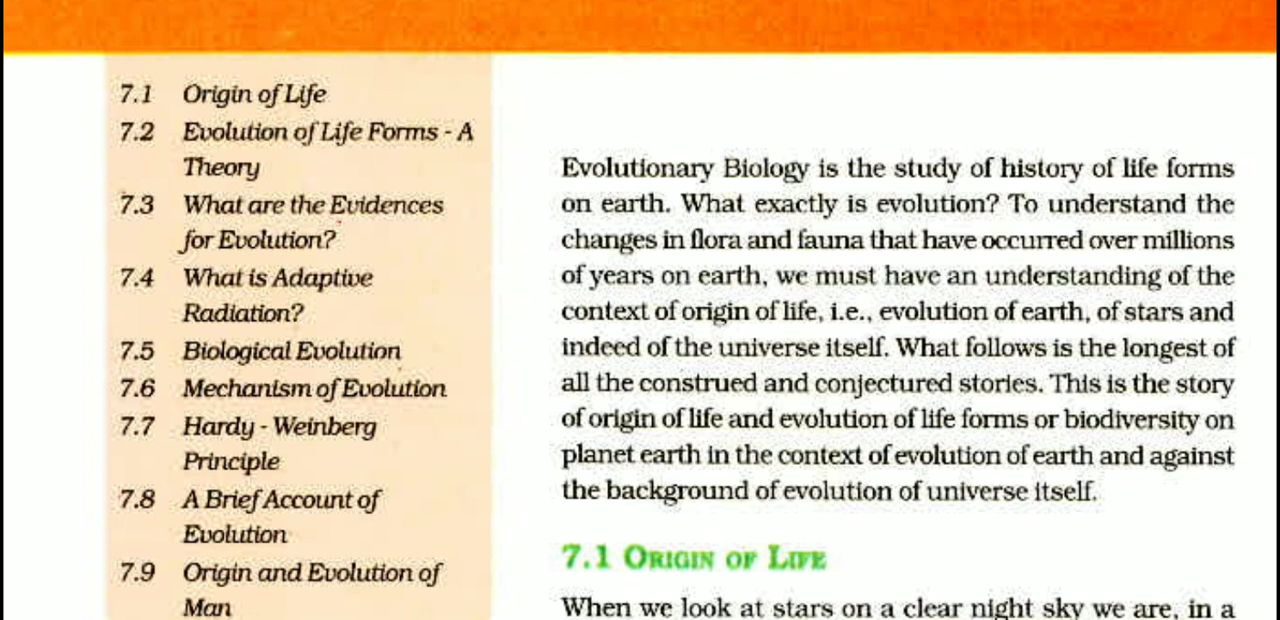 7.1 Origin of Life
7.2 Evolution of Life Forms - A
Theory
7.3 What are the Evidences
for Evolution?
7.4 What is Adaptive
Radiation?
7.5 Biological Evolution
7.6 Mechanism of Evolution
7.7 Hardy - Weinberg
Principle
7.8 A Brief Account of
Evolution
7.9 Origin and Evolution of
Man
Evolutionary Biology is the study of history of life forms
on earth. What exactly is evolution? To understand the
changes in flora and fauna that have occurred over millions
of years on earth, we must have an understanding of the
context of origin of life, i.e., evolution of earth, of stars and
indeed of the universe itself. What follows is the longest of
all the construed and conjectured stories. This is the story
of origin of life and evolution of life forms or biodiversity on
planet earth in the context of evolution of earth and against
the background of evolution of universe itself.
7.1 Origin of Life
When we look at stars on a clear night sky we are, in a